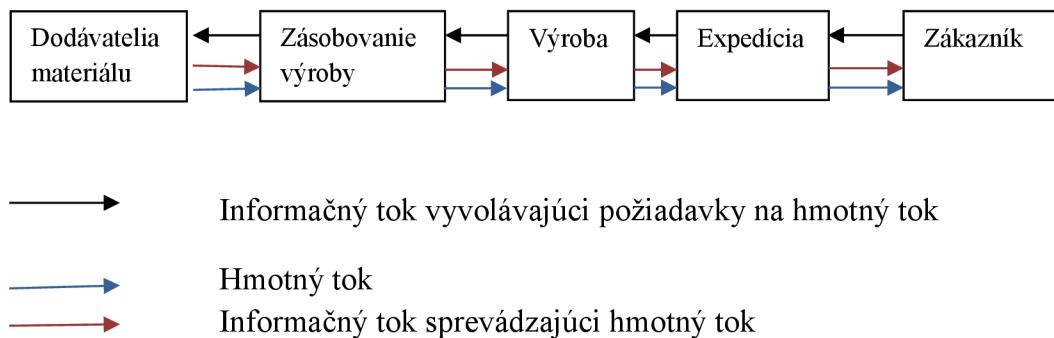 Dodávatelia
materiálu
Zásobovanie
výroby
Výroba
Expedícia
Zákazník
Informačný tok vyvolávajúci požiadavky na hmotný tok
Hmotný tok
Informačný tok sprevádzajúci hmotný tok